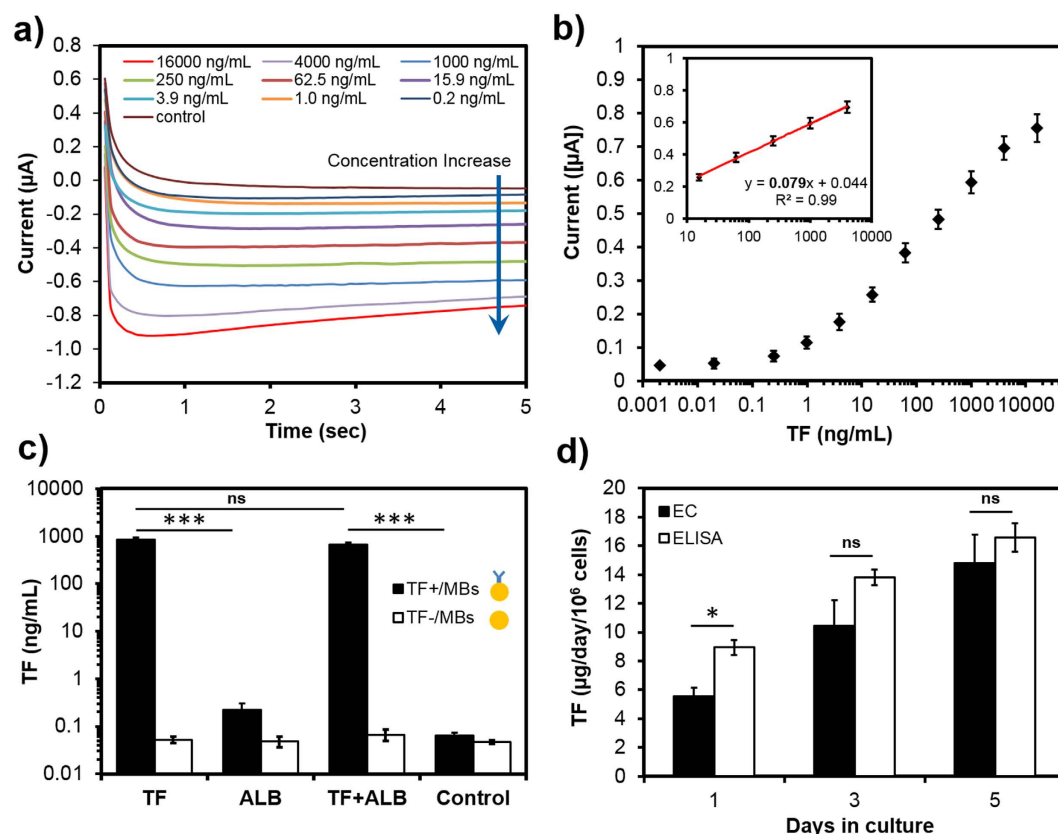 a)
0.8
0.6
0.4
0.2
0.0
-0.2
-0.4
-0.6
-0.8
-1.0
-1.2
Current (µA)
16000 ng/mL 4000 ng/mL 1000 ng/mL
250 ng/mL 62.5 ng/mL 15.9 ng/mL
3.9 ng/mL 1.0 ng/mL 0.2 ng/mL
control
Concentration Increase
0 1 2 3 4 5
Time (sec)
b)
1
0.9
0.8
0.7
0.6
0.5
0.4
0.3
0.2
0.1
0
Current ([µA])
1
0.8
0.6
0.4
0.2
0
y = 0.079x + 0.044
R² = 0.99
10 100 1000 10000
0.001 0.01 0.1 1 10 100 1000 10000
TF (ng/mL)
c)
10000
1000
100
10
1
0.1
0.01
TF (ng/mL)
ns
*** ***
TF+/MBs
TF-/MBs
TF ALB TF+ALB Control
d)
20
18
16
14
12
10
8
6
4
2
0
TF (µg/day/10⁶ cells)
EC
ELISA
*
ns
ns
1 3 5
Days in culture